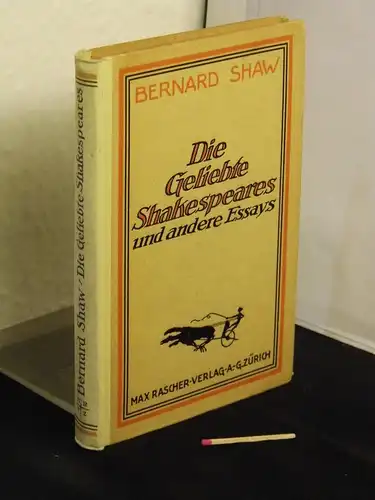 BERNARD SHAW
Die
Geliebte
Shakespeares
und andere Essays
MAX RASCHER-VERLAG-A-G. ZÜRICH
Bernard Shaw / Die Geliebte Shakespeares